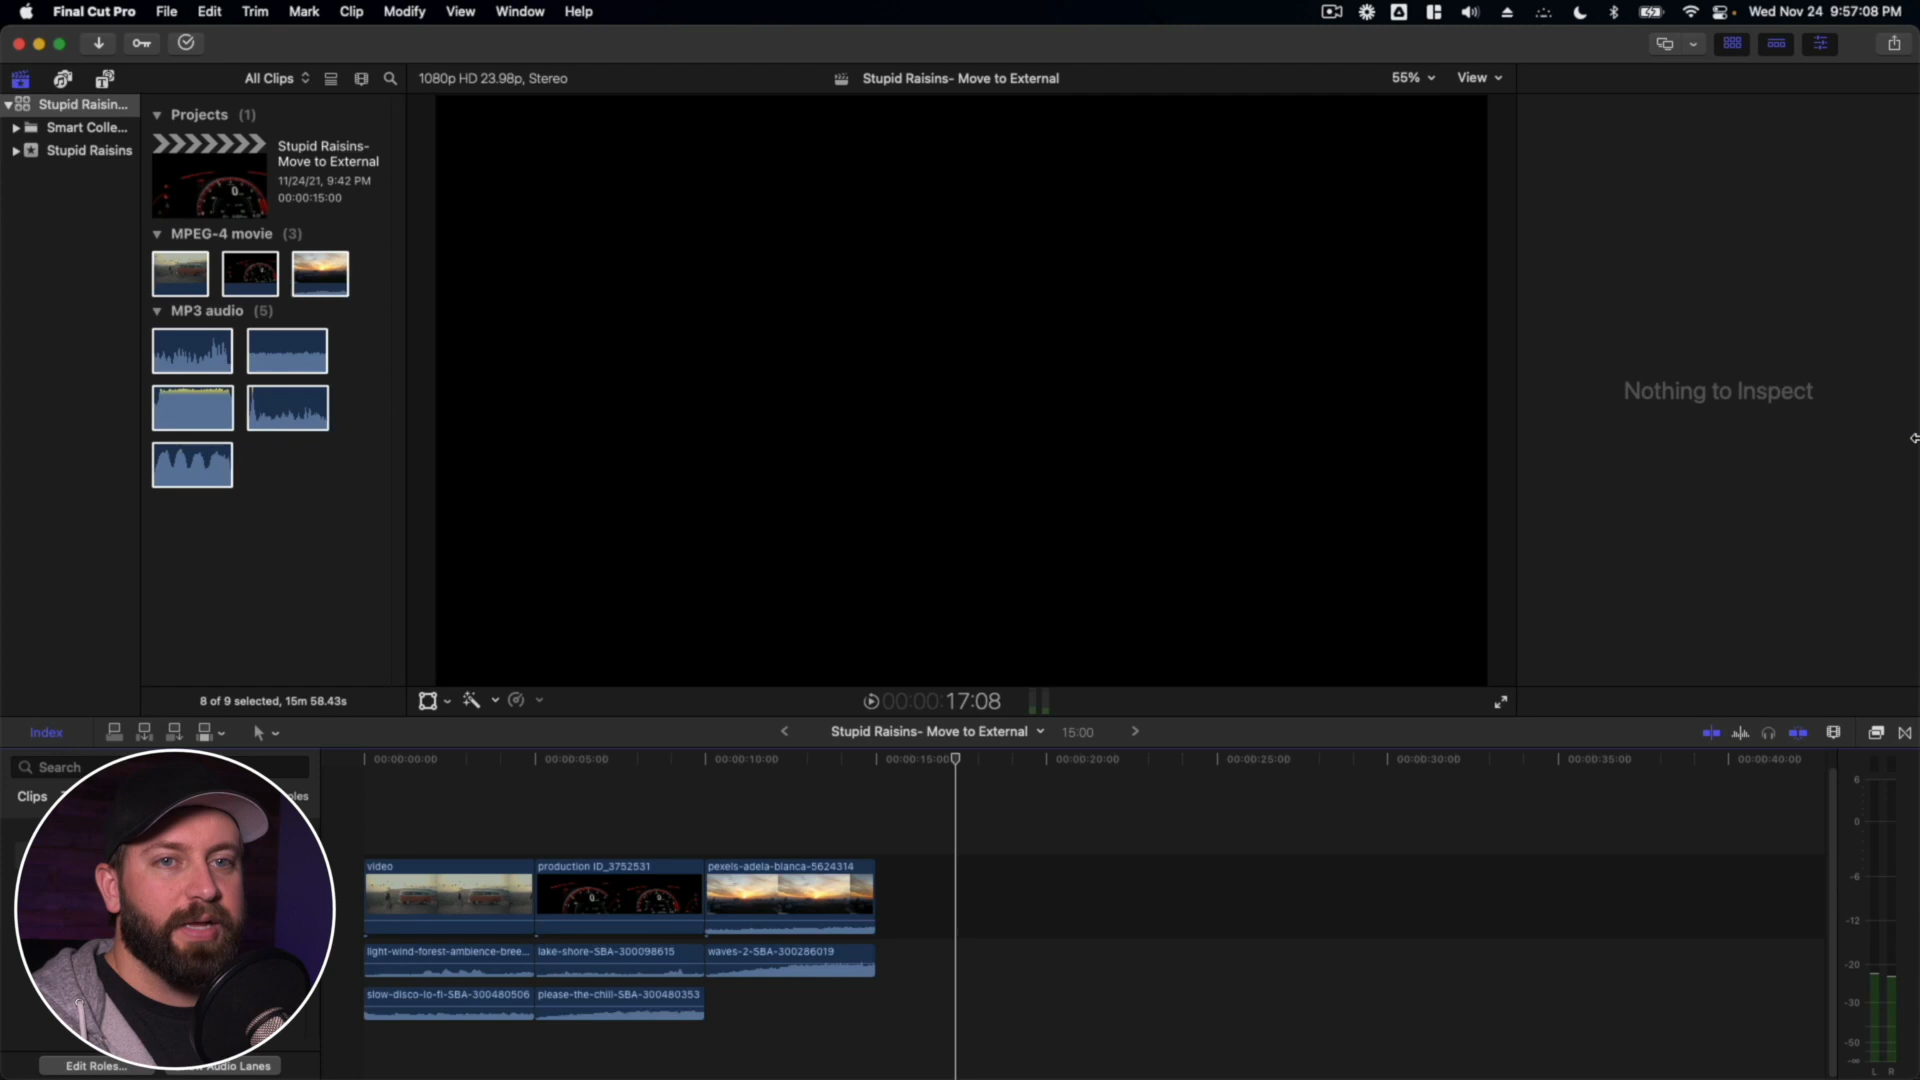 Final Cut Pro File Edit Trim Mark Clip Modify View Window Help
Wed Nov 24 9:57:08 PM
All Clips
1080p HD 23.98p, Stereo
Stupid Raisins- Move to External
55%
View
Stupid Raisin...
Smart Colle...
Stupid Raisins
Projects (1)
Stupid Raisins-
Move to External
11/24/21, 9:42 PM
00:00:15:00
MPEG-4 movie (3)
MP3 audio (5)
Nothing to Inspect
8 of 9 selected, 15m 58.43s
00:00:17:08
Index
Stupid Raisins- Move to External
15:00
Search
Clips
oles
00:00:00:00
00:00:05:00
00:00:10:00
00:00:15:00
00:00:20:00
00:00:25:00
00:00:30:00
00:00:35:00
00:00:40:00
video
production ID_3752531
pexels-adela-blanca-5624314
light-wind-forest-ambience-bree...
lake-shore-SBA-300098615
waves-2-SBA-300286019
slow-disco-lo-fi-SBA-300480506
please-the-chill-SBA-300480353
6
0
-6
-12
-20
-30
-50
-∞
L R
Edit Roles...
Audio Lanes